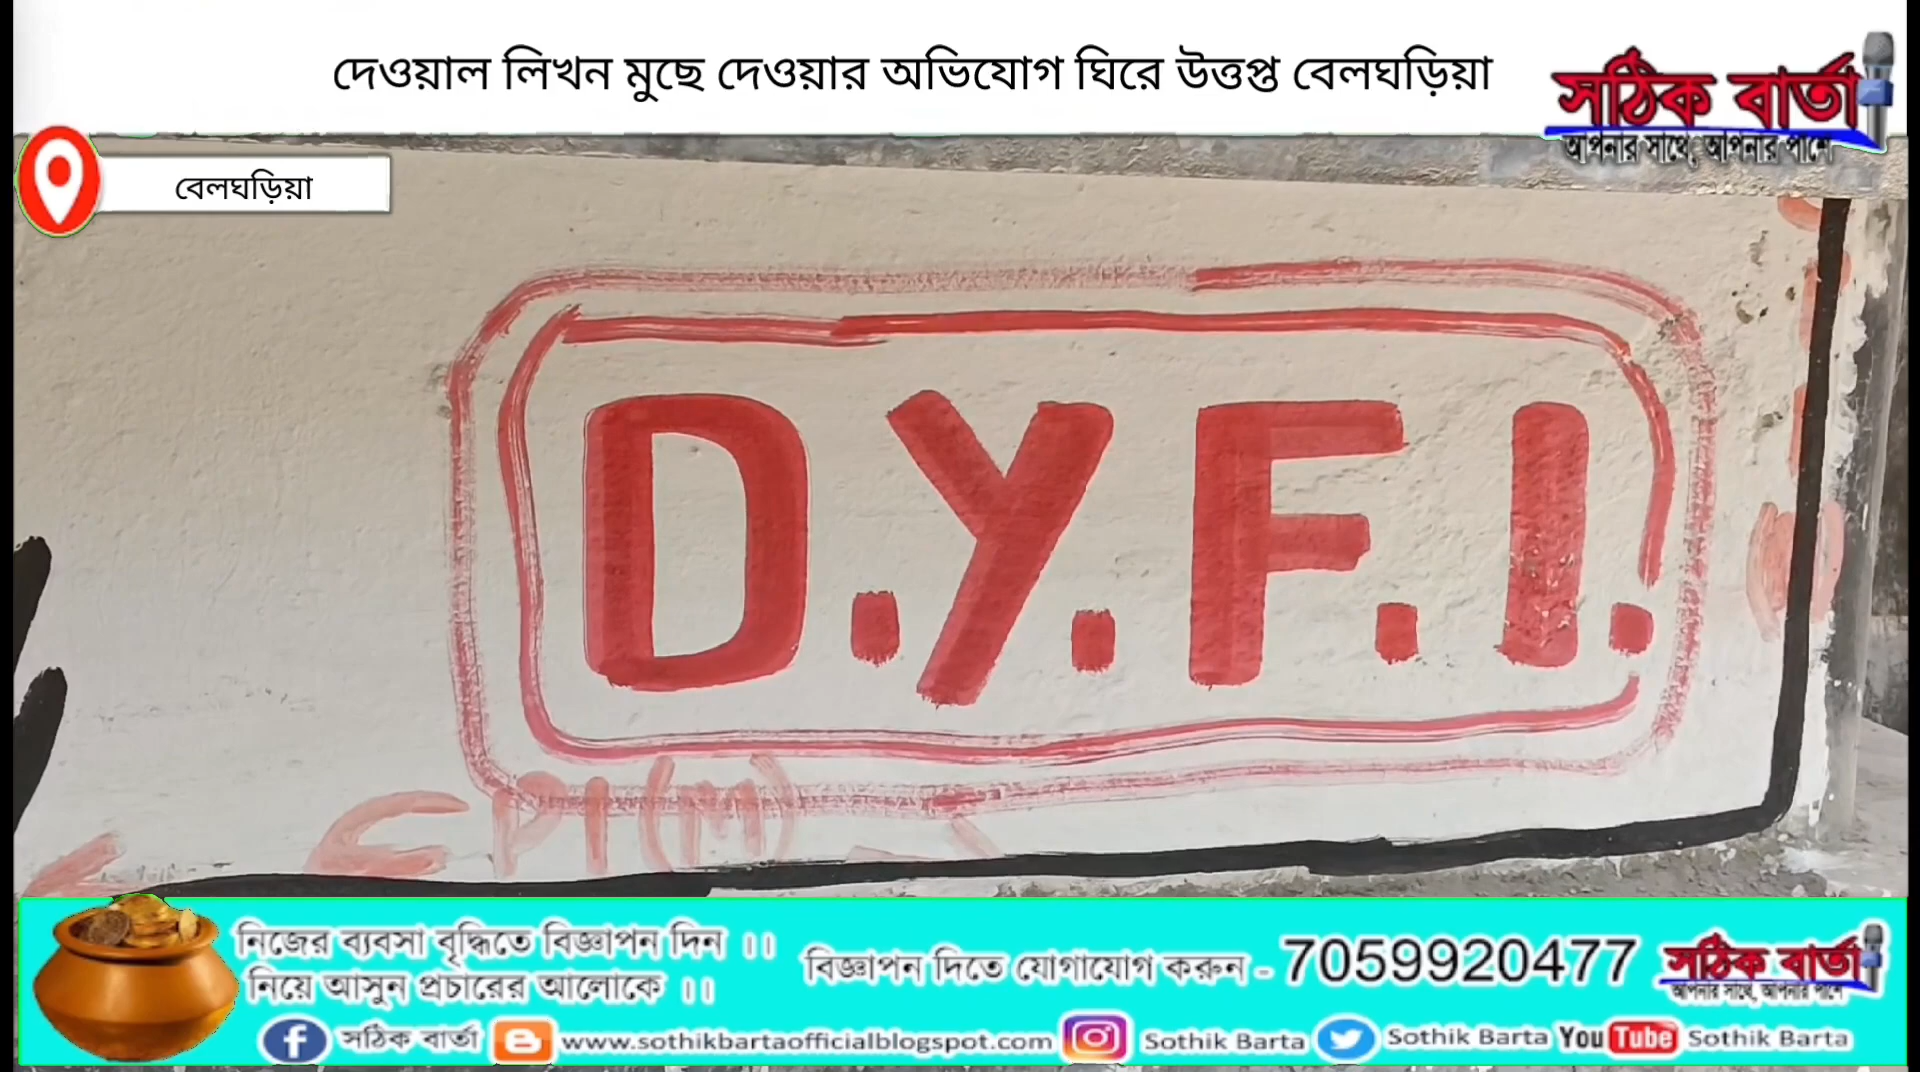 দেওয়াল লিখন মুছে দেওয়ার অভিযোগ ঘিরে উত্তপ্ত বেলঘড়িয়া
সঠিক বার্তা
আপনার সাথে, আপনার পাশে
বেলঘড়িয়া
D.Y.F.I.
CPI(M)
নিজের ব্যবসা বৃদ্ধিতে বিজ্ঞাপন দিন ।।
নিয়ে আসুন প্রচারের আলোকে ।।
বিজ্ঞাপন দিতে যোগাযোগ করুন - 7059920477
সঠিক বার্তা
আপনার সাথে, আপনার পাশে
সঠিক বার্তা www.sothikbartaofficialblogspot.com Sothik Barta Sothik Barta YouTube Sothik Barta